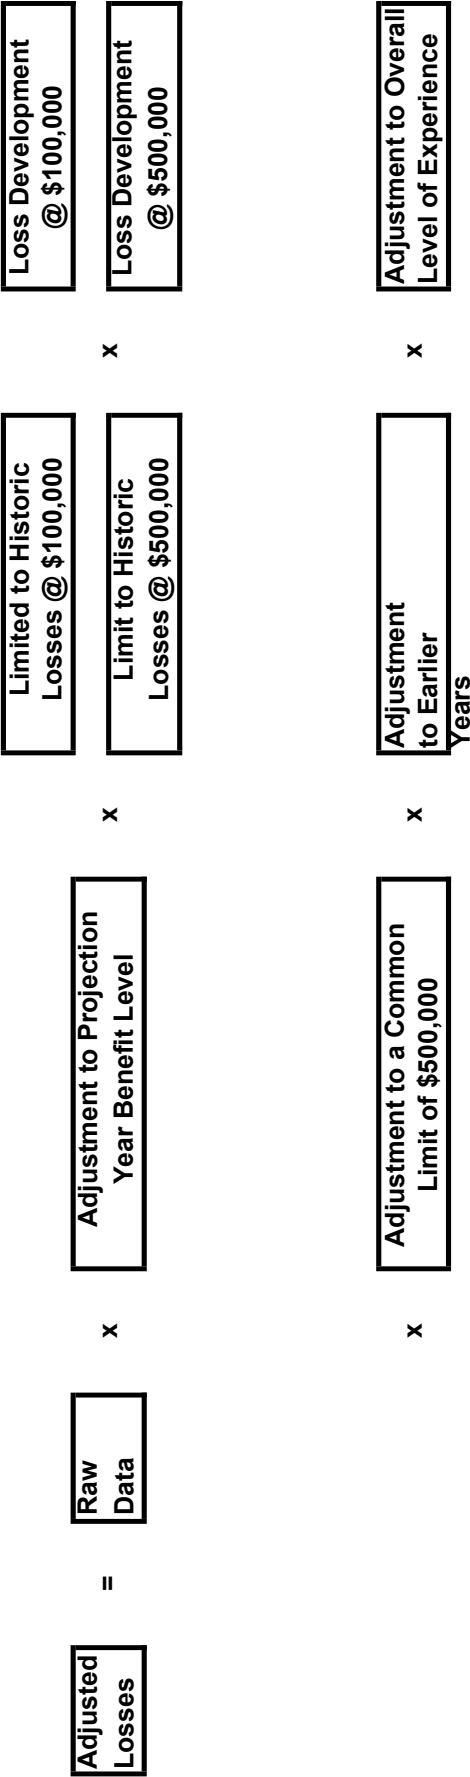 Adjusted
Losses
=
Raw
Data
x
Adjustment to Projection
Year Benefit Level
x
Limited to Historic
Losses @ $100,000
Limit to Historic
Losses @ $500,000
x
Loss Development
@ $100,000
Loss Development
@ $500,000
x
Adjustment to a Common
Limit of $500,000
x
Adjustment
to Earlier
Years
x
Adjustment to Overall
Level of Experience